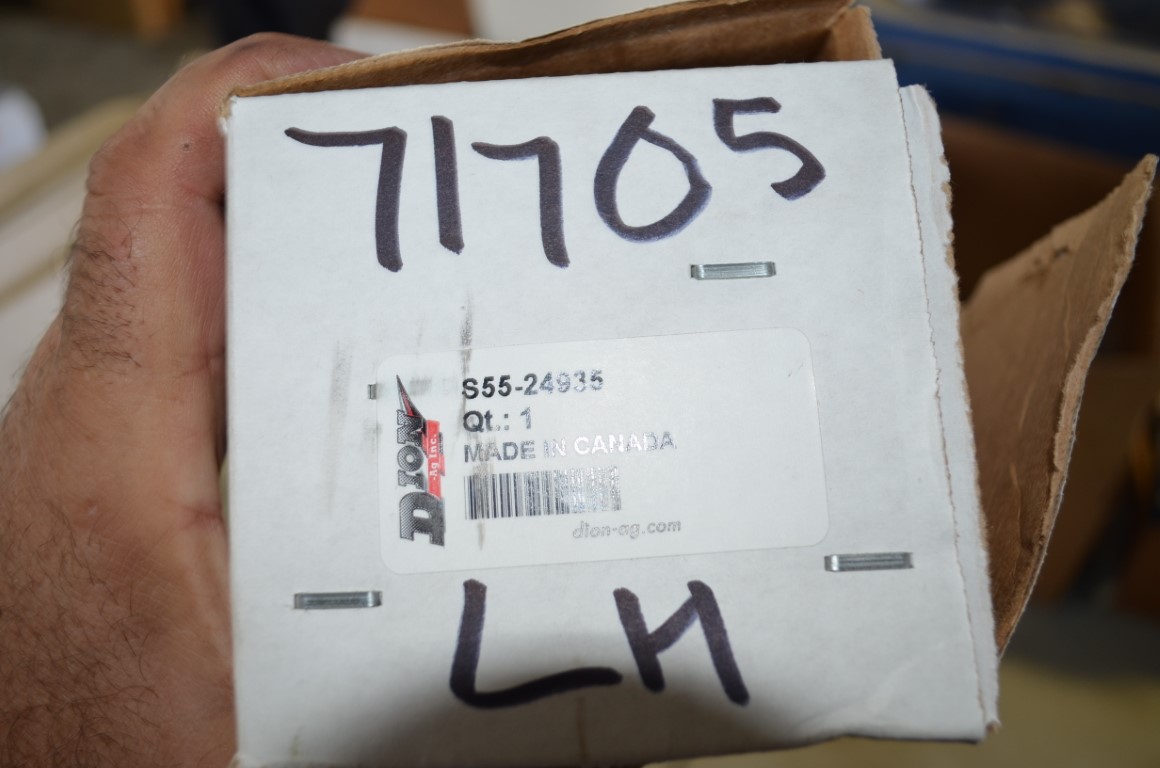 71705
S55-24935
Qt.: 1
MADE IN CANADA
DION
-Ag Inc.
dion-ag.com
LH